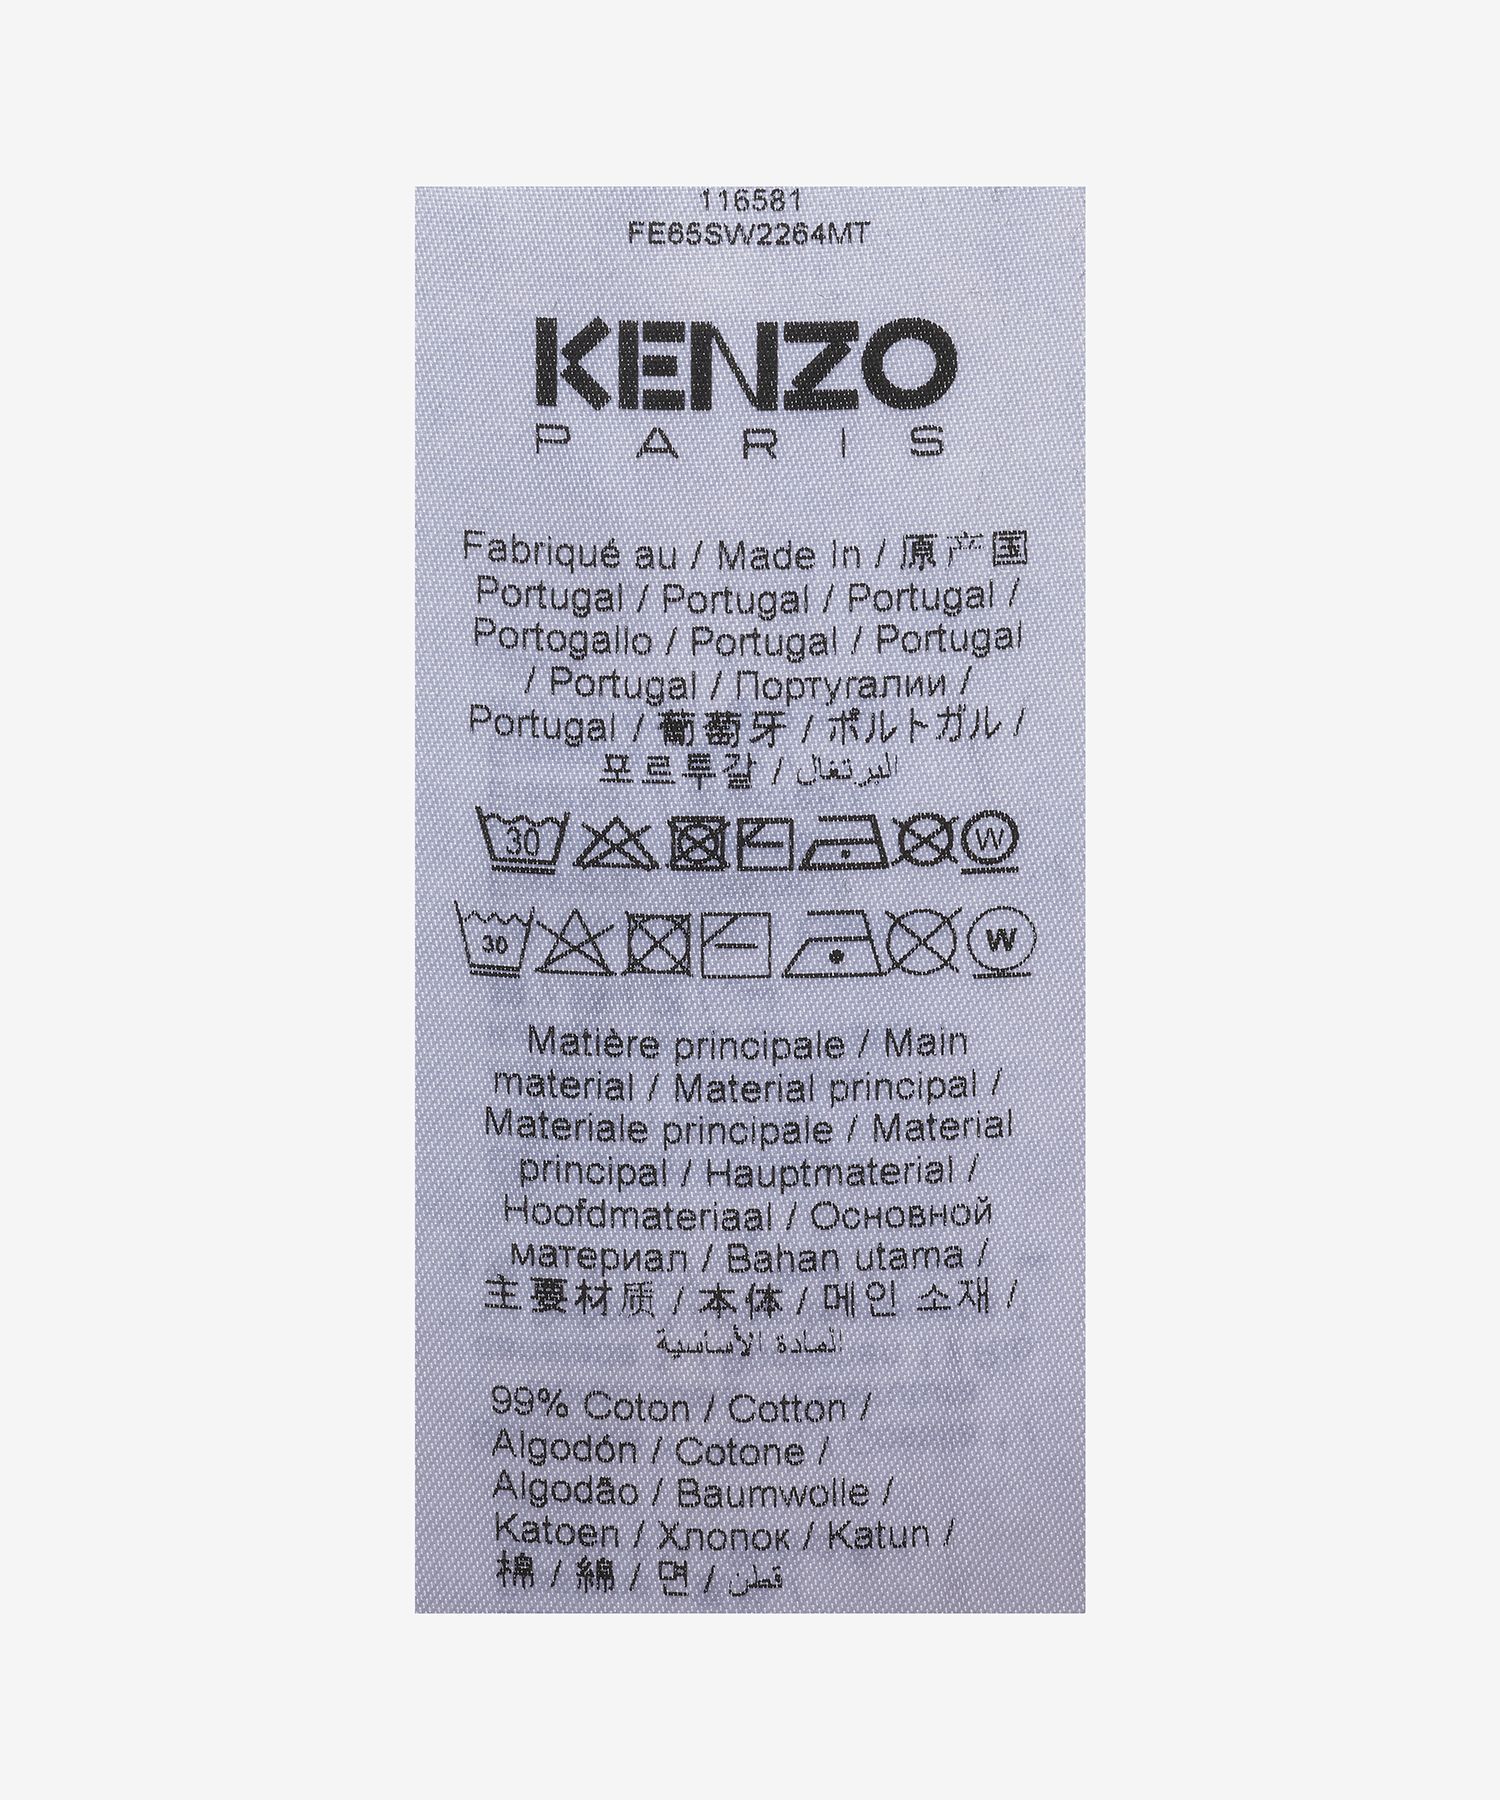 116581
FE65SW2264MT
KENZO
PARIS
Fabriqué au / Made In / 原产国
Portugal / Portugal / Portugal /
Portogallo / Portugal / Portugal
/ Portugal / Португалии /
Portugal / 葡萄牙 / ポルトガル /
포르투갈 / البرتغال
30 W
30 W
Matière principale / Main
material / Material principal /
Materiale principale / Material
principal / Hauptmaterial /
Hoofdmateriaal / Основной
материал / Bahan utama /
主要材质 / 本体 / 메인 소재 /
المادة الأساسية
99% Coton / Cotton /
Algodón / Cotone /
Algodão / Baumwolle /
Katoen / Хлопок / Katun /
棉 / 綿 / 면 / قطن